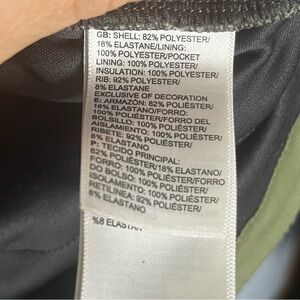 GB: SHELL: 82% POLYESTER/
18% ELASTANE/LINING:
100% POLYESTER/POCKET
LINING: 100% POLYESTER/
INSULATION: 100% POLYESTER/
RIB: 92% POLYESTER/
8% ELASTANE
EXCLUSIVE OF DECORATION
E: ARMAZÓN: 82% POLIÉSTER/
18% ELASTANO/FORRO:
100% POLIÉSTER/FORRO DEL
BOLSILLO: 100% POLIÉSTER/
AISLAMIENTO: 100% POLIÉSTER/
RIBETE: 92% POLIÉSTER/
8% ELASTANO
P: TECIDO PRINCIPAL:
82% POLIÉSTER/18% ELASTANO/
FORRO: 100% POLIÉSTER/FORRO
DO BOLSO: 100% POLIÉSTER/
ISOLAMENTO: 100% POLIÉSTER/
RETILÍNEA: 92% POLIÉSTER/
8% ELASTANO